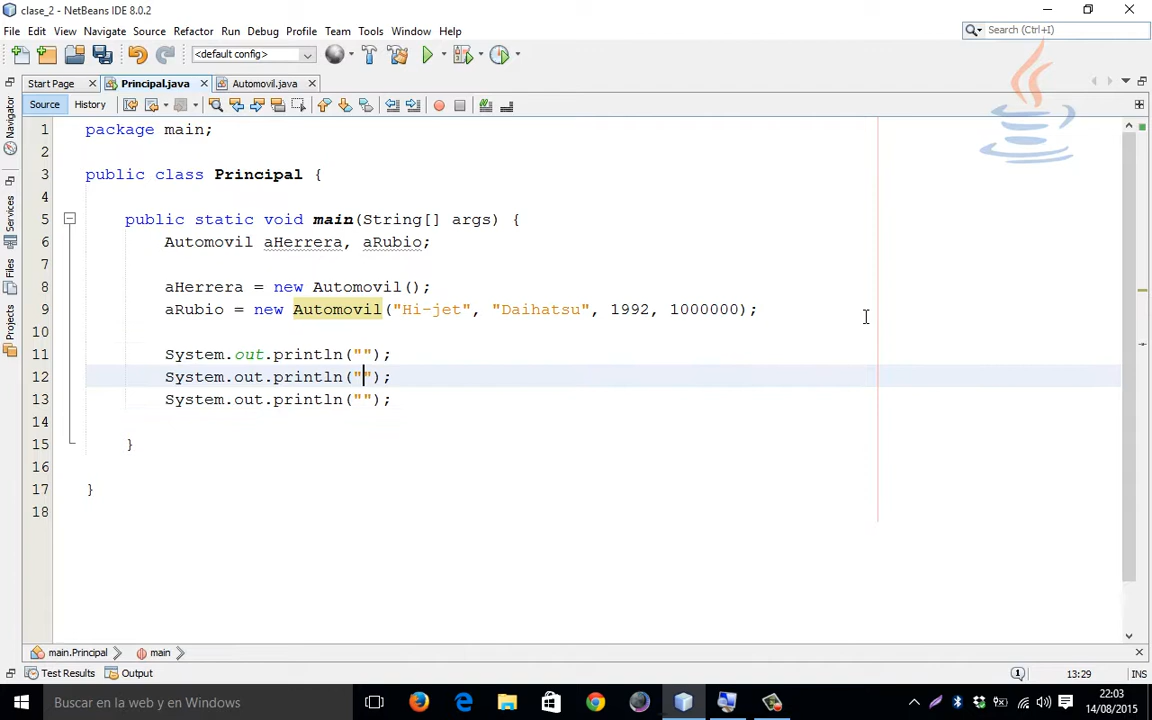 clase_2 - NetBeans IDE 8.0.2
File Edit View Navigate Source Refactor Run Debug Profile Team Tools Window Help
Search (Ctrl+I)
<default config>
Start Page Principal.java Automovil.java
Source History
Navigator
Services
Files
Projects
1 package main;
2
3 public class Principal {
4
5 public static void main(String[] args) {
6 Automovil aHerrera, aRubio;
7
8 aHerrera = new Automovil();
9 aRubio = new Automovil("Hi-jet", "Daihatsu", 1992, 1000000);
10
11 System.out.println("");
12 System.out.println("");
13 System.out.println("");
14
15 }
16
17 }
18
main.Principal main
Test Results Output
1 13:29 INS
Buscar en la web y en Windows
22:03
14/08/2015